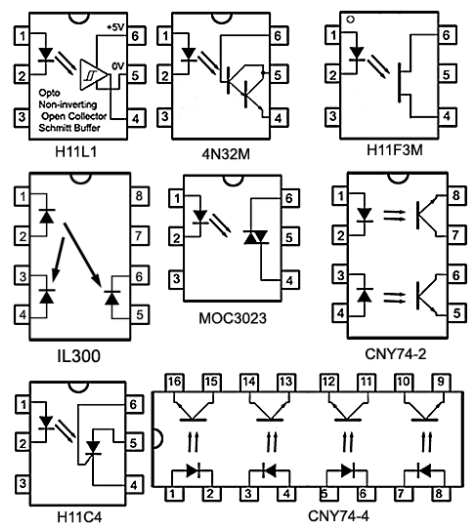 1 +5V 6
2 0V 5
Opto
Non-inverting
3 Open Collector 4
Schmitt Buffer
H11L1
1 6
2 5
3 4
4N32M
1 6
2 5
3 4
H11F3M
1 8
2 7
3 6
4 5
IL300
1 6
2 5
3 4
MOC3023
1 8
2 7
3 6
4 5
CNY74-2
1 6
2 5
3 4
H11C4
16 15 14 13 12 11 10 9
1 2 3 4 5 6 7 8
CNY74-4